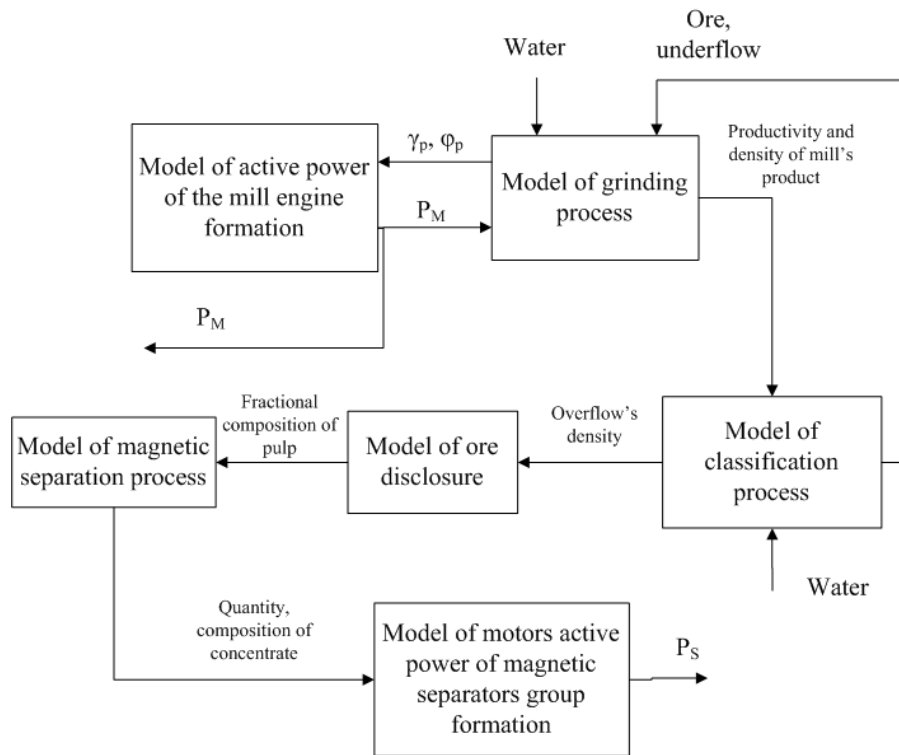 Water
Ore,
underflow
Model of active power
of the mill engine
formation
γp, φp
PM
Model of grinding
process
Productivity and
density of mill's
product
PM
Model of magnetic
separation process
Fractional
composition of
pulp
Model of ore
disclosure
Overflow's
density
Model of
classification
process
Water
Quantity,
composition of
concentrate
Model of motors active
power of magnetic
separators group
formation
PS